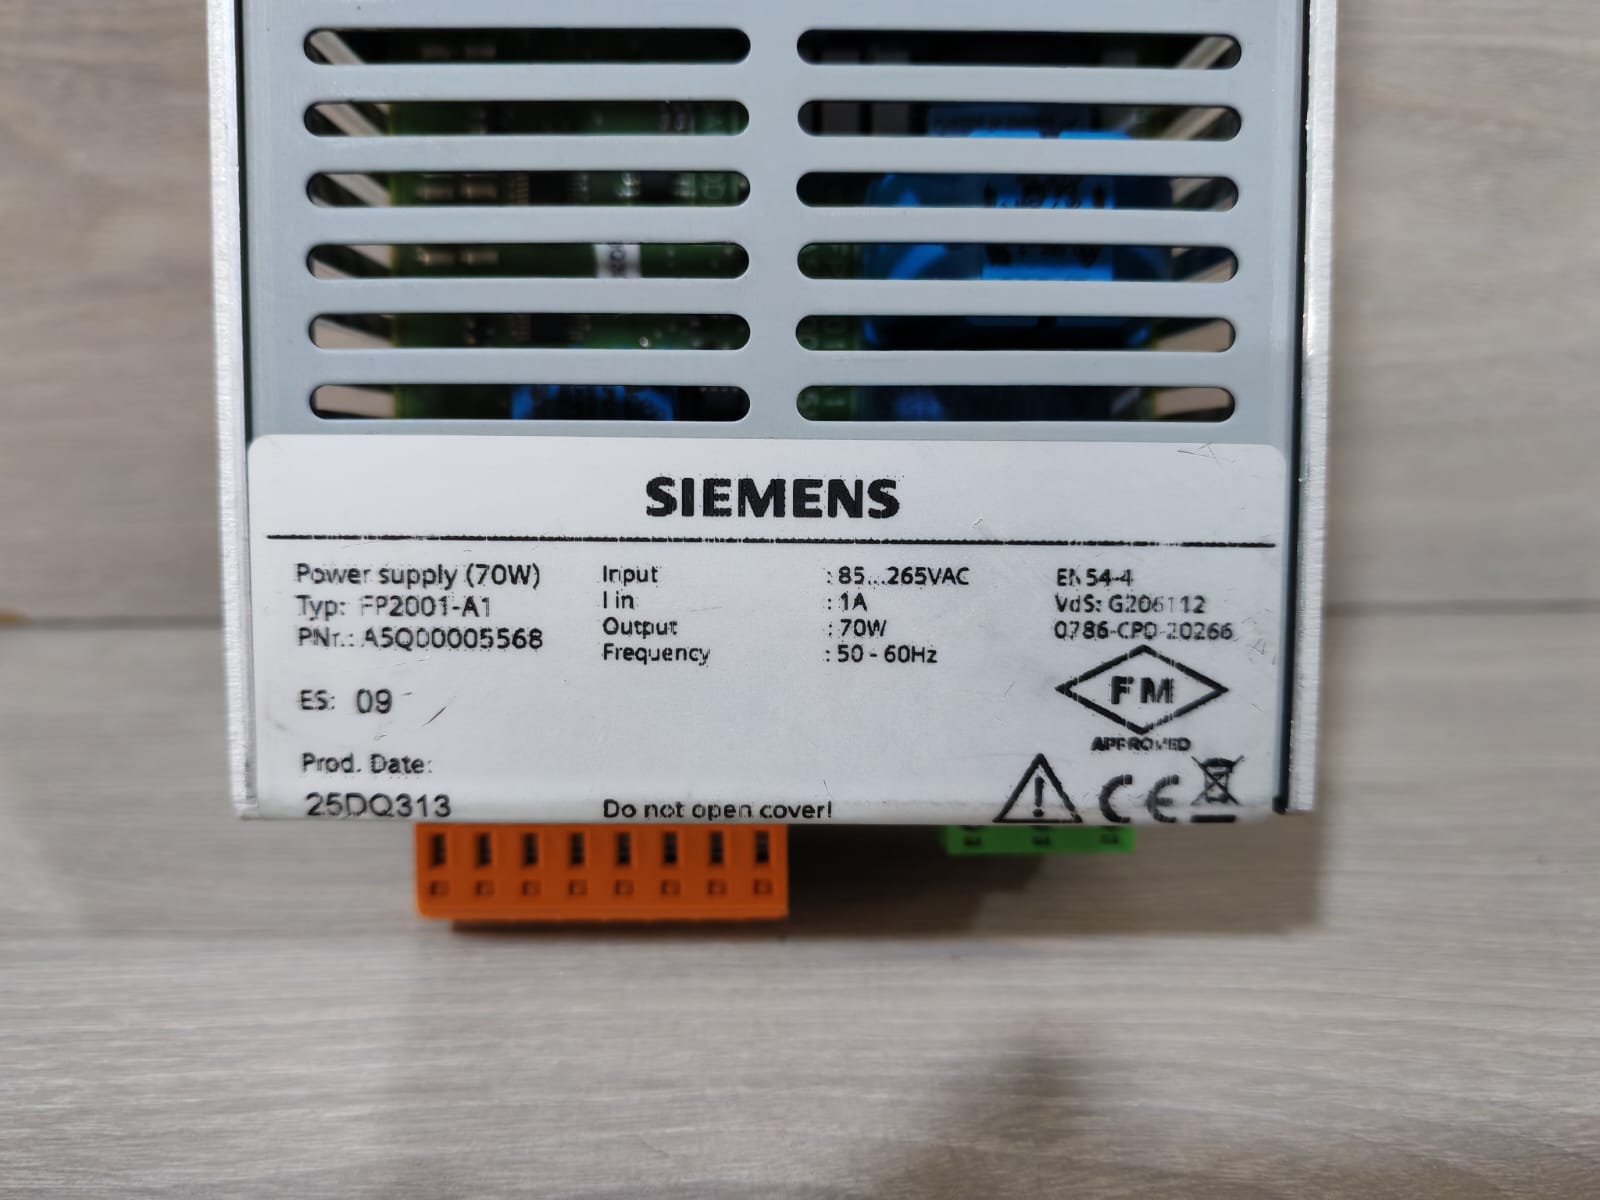 SIEMENS
Power supply (70W)
Typ: FP2001-A1
PNr.: A5Q00005568
ES: 09
Prod. Date:
25DQ313
Input : 85...265VAC
I in : 1A
Output : 70W
Frequency : 50 - 60Hz
Do not open cover!
EN 54-4
VdS: G206112
0786-CPD-20266
FM
APPROVED
CE